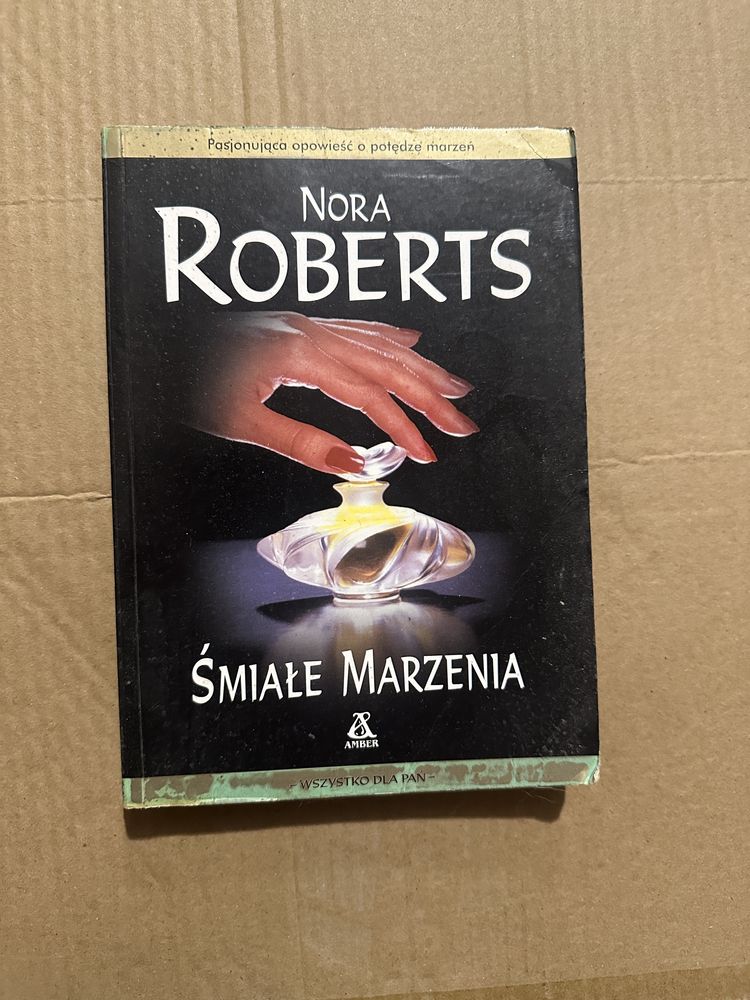 Pasjonująca opowieść o potędze marzeń
NORA
ROBERTS
ŚMIAŁE MARZENIA
AMBER
– WSZYSTKO DLA PAŃ –